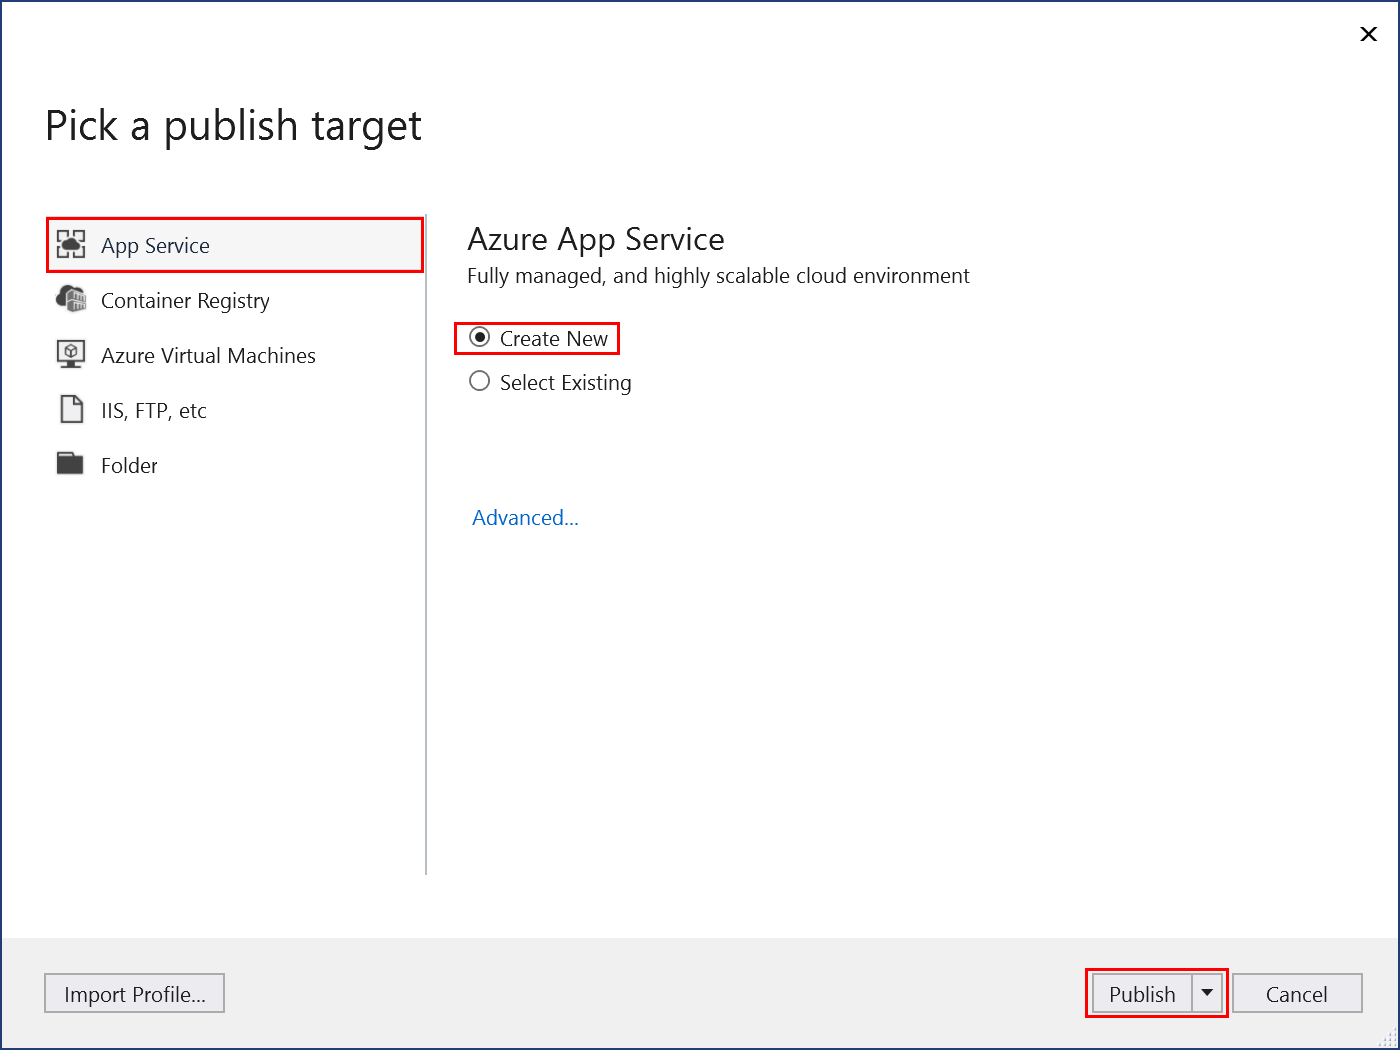 Pick a publish target
App Service
Container Registry
Azure Virtual Machines
IIS, FTP, etc
Folder
Azure App Service
Fully managed, and highly scalable cloud environment
Create New
Select Existing
Advanced...
Import Profile...
Publish
Cancel